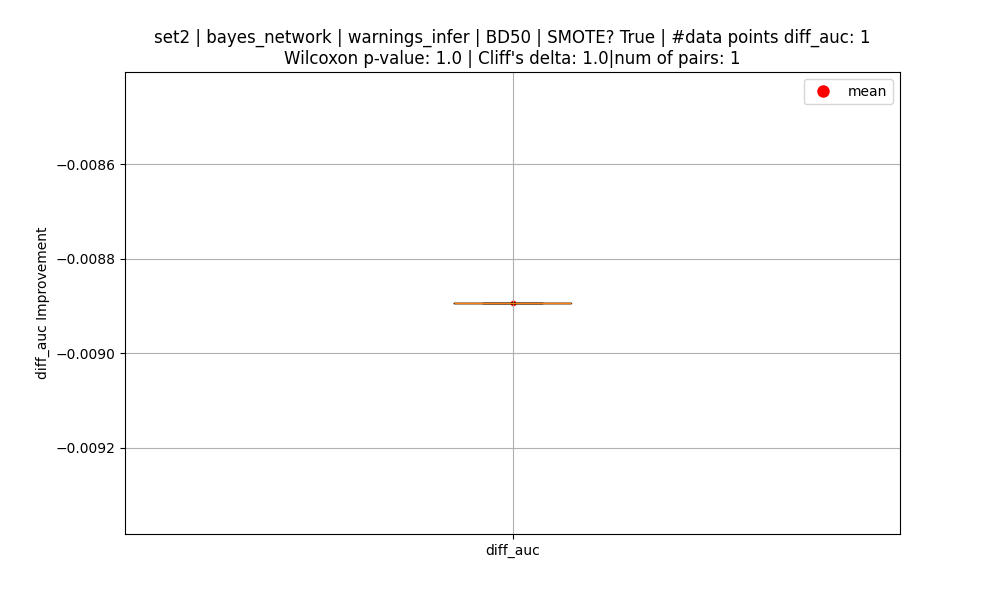 set2 | bayes_network | warnings_infer | BD50 | SMOTE? True | #data points diff_auc: 1
Wilcoxon p-value: 1.0 | Cliff's delta: 1.0|num of pairs: 1
mean
−0.0086
−0.0088
−0.0090
−0.0092
diff_auc Improvement
diff_auc